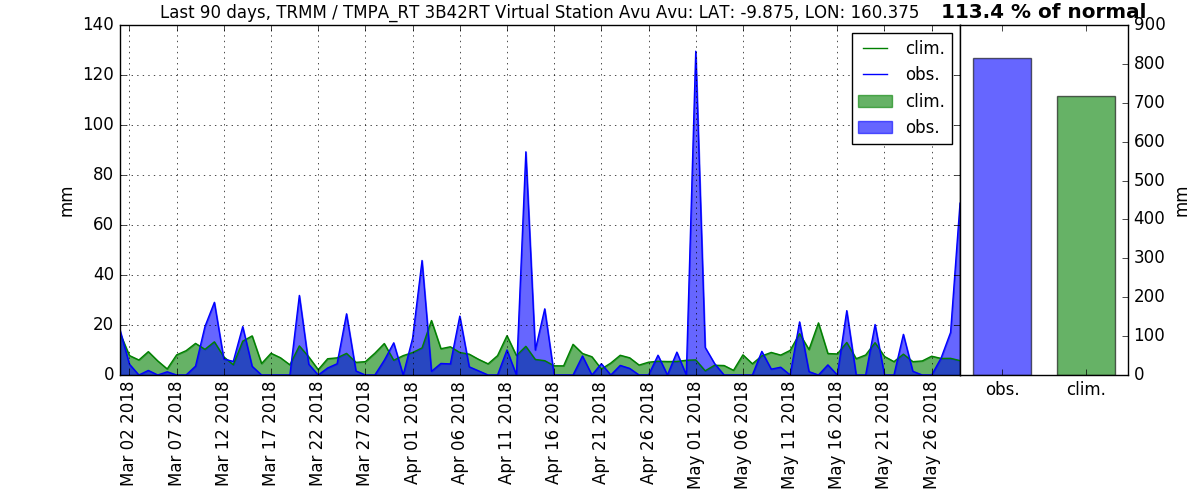 Last 90 days, TRMM / TMPA_RT 3B42RT Virtual Station Avu Avu: LAT: -9.875, LON: 160.375
113.4 % of normal
140
120
100
80
60
40
20
0
mm
clim.
obs.
clim.
obs.
Mar 02 2018
Mar 07 2018
Mar 12 2018
Mar 17 2018
Mar 22 2018
Mar 27 2018
Apr 01 2018
Apr 06 2018
Apr 11 2018
Apr 16 2018
Apr 21 2018
Apr 26 2018
May 01 2018
May 06 2018
May 11 2018
May 16 2018
May 21 2018
May 26 2018
900
800
700
600
500
400
300
200
100
0
mm
obs.
clim.